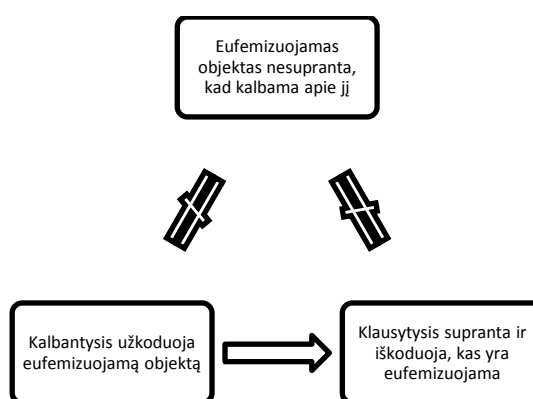 Eufemizuojamas
objektas nesupranta,
kad kalbama apie jį
Kalbantysis užkoduoja
eufemizuojamą objektą
Klausytysis supranta ir
iškoduoja, kas yra
eufemizuojama